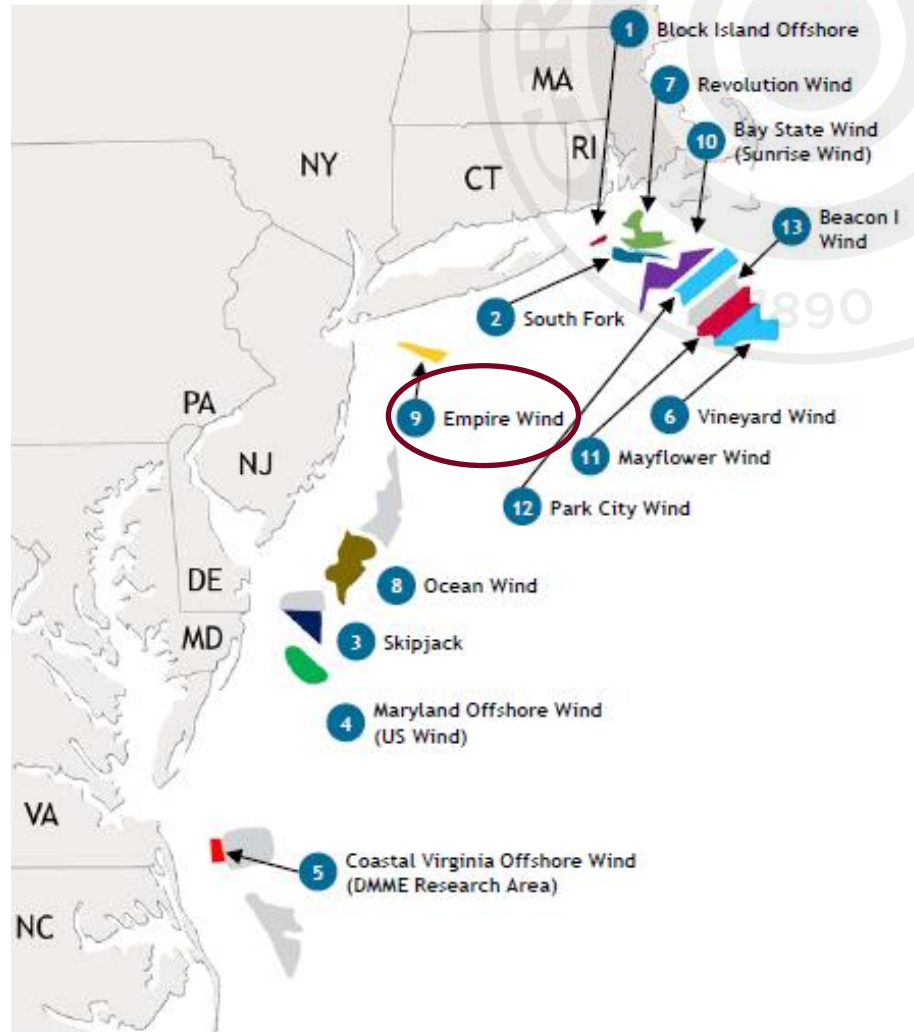 1 Block Island Offshore
MA
7 Revolution Wind
10 Bay State Wind
(Sunrise Wind)
RI
NY
CT
13 Beacon I
Wind
890
2 South Fork
PA
9 Empire Wind
6 Vineyard Wind
NJ
11 Mayflower Wind
12 Park City Wind
DE
8 Ocean Wind
MD
3 Skipjack
4 Maryland Offshore Wind
(US Wind)
VA
5 Coastal Virginia Offshore Wind
(DMME Research Area)
NC